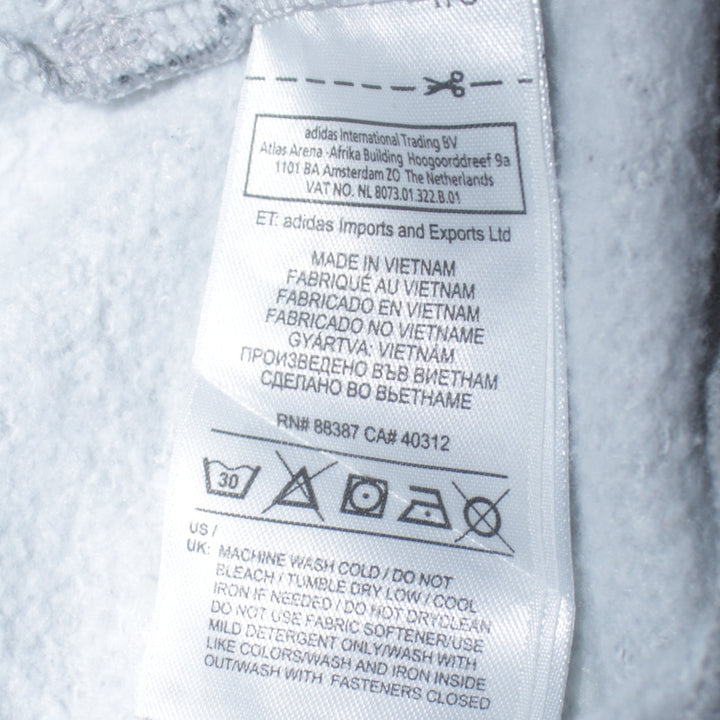 adidas International Trading BV
Atlas Arena -Afrika Building Hoogoorddreef 9a
1101 BA Amsterdam ZO The Netherlands
VAT NO. NL 8073.01.322.B.01
ET: adidas Imports and Exports Ltd
MADE IN VIETNAM
FABRIQUÉ AU VIETNAM
FABRICADO EN VIETNAM
FABRICADO NO VIETNAME
GYÁRTVA: VIETNÁM
ПРОИЗВЕДЕНО ВЪВ ВИЕТНАМ
СДЕЛАНО ВО ВЬЕТНАМЕ
RN# 88387 CA# 40312
30
US /
UK: MACHINE WASH COLD / DO NOT
BLEACH / TUMBLE DRY LOW / COOL
IRON IF NEEDED / DO NOT DRYCLEAN
DO NOT USE FABRIC SOFTENER/USE
MILD DETERGENT ONLY/WASH WITH
LIKE COLORS/WASH AND IRON INSIDE
OUT/WASH WITH FASTENERS CLOSED